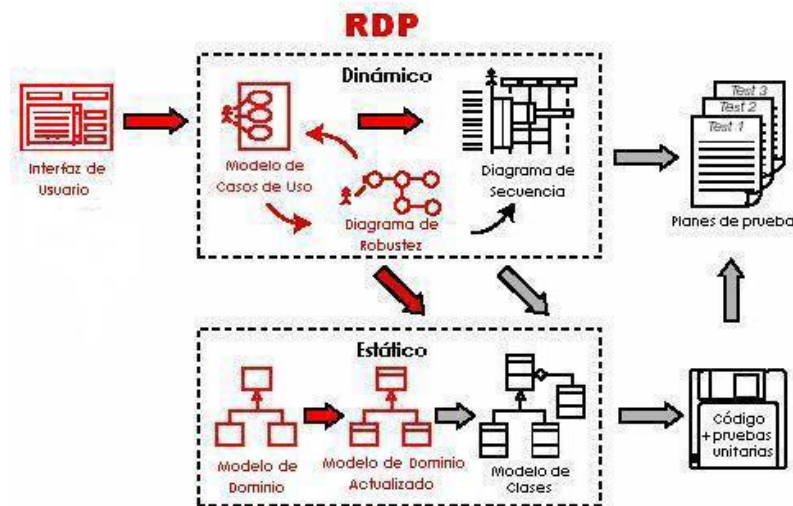 RDP
Dinámico
Interfaz de
Usuario
Modelo de
Casos de Uso
Diagrama de
Robustez
Diagrama de
Secuencia
Test 3
Test 2
Test 1
Planes de prueba
Estático
Modelo de
Dominio
Modelo de Dominio
Actualizado
Modelo de
Clases
Código
+pruebas
unitarias